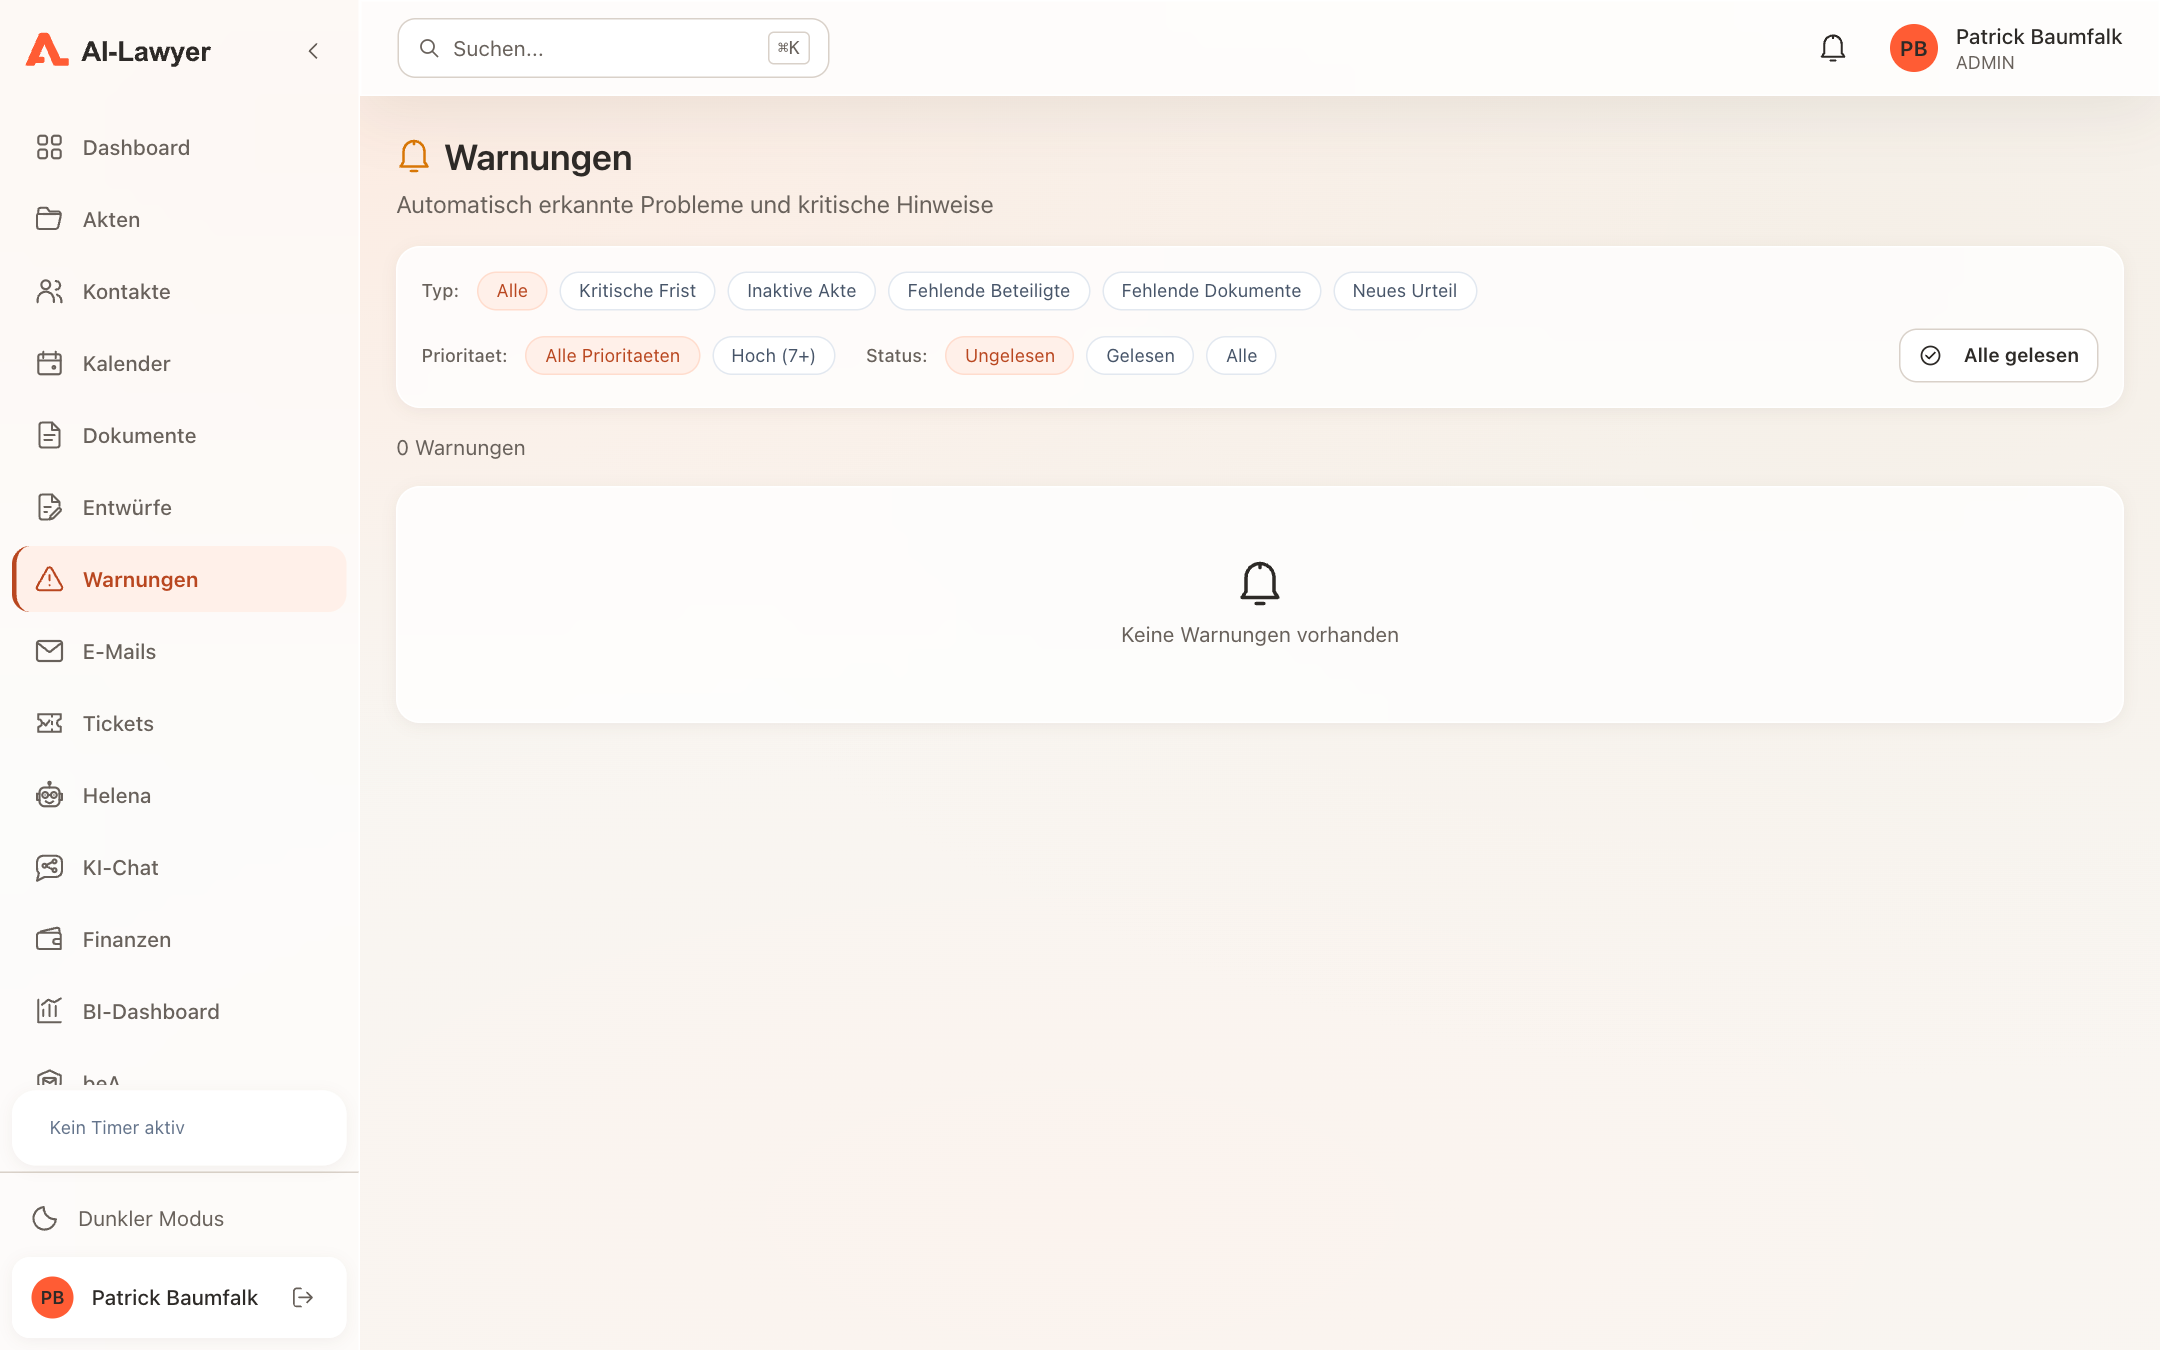 AI-Lawyer
Suchen...
⌘K
PB
Patrick Baumfalk
ADMIN
Dashboard
Akten
Kontakte
Kalender
Dokumente
Entwürfe
Warnungen
E-Mails
Tickets
Helena
KI-Chat
Finanzen
BI-Dashboard
beA
Kein Timer aktiv
Dunkler Modus
PB
Patrick Baumfalk
Warnungen
Automatisch erkannte Probleme und kritische Hinweise
Typ: Alle Kritische Frist Inaktive Akte Fehlende Beteiligte Fehlende Dokumente Neues Urteil
Prioritaet: Alle Prioritaeten Hoch (7+) Status: Ungelesen Gelesen Alle Alle gelesen
0 Warnungen
Keine Warnungen vorhanden